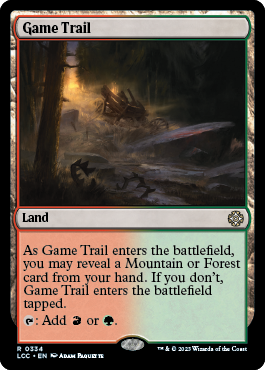 Game Trail
Land
As Game Trail enters the battlefield,
you may reveal a Mountain or Forest
card from your hand. If you don't,
Game Trail enters the battlefield
tapped.
: Add or .
R 0334
LCC • EN Adam Paquette
™ & © 2023 Wizards of the Coast